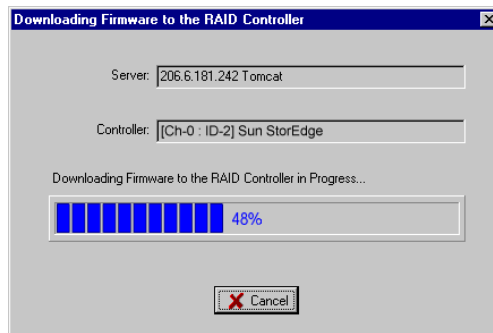 Downloading Firmware to the RAID Controller
Server: 206.6.181.242 Tomcat
Controller: [Ch-0 : ID-2] Sun StorEdge
Downloading Firmware to the RAID Controller in Progress...
48%
Cancel